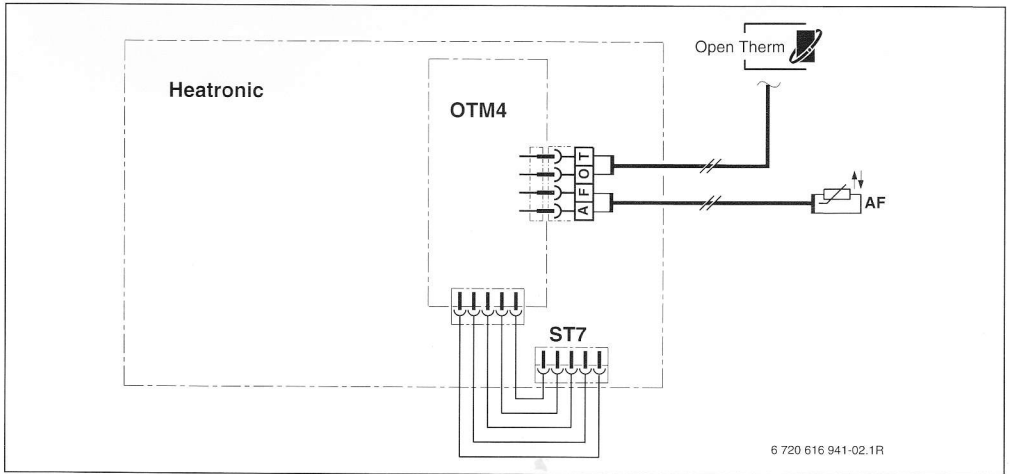 Open Therm
Heatronic
OTM4
T
O
F
A
AF
ST7
6 720 616 941-02.1R